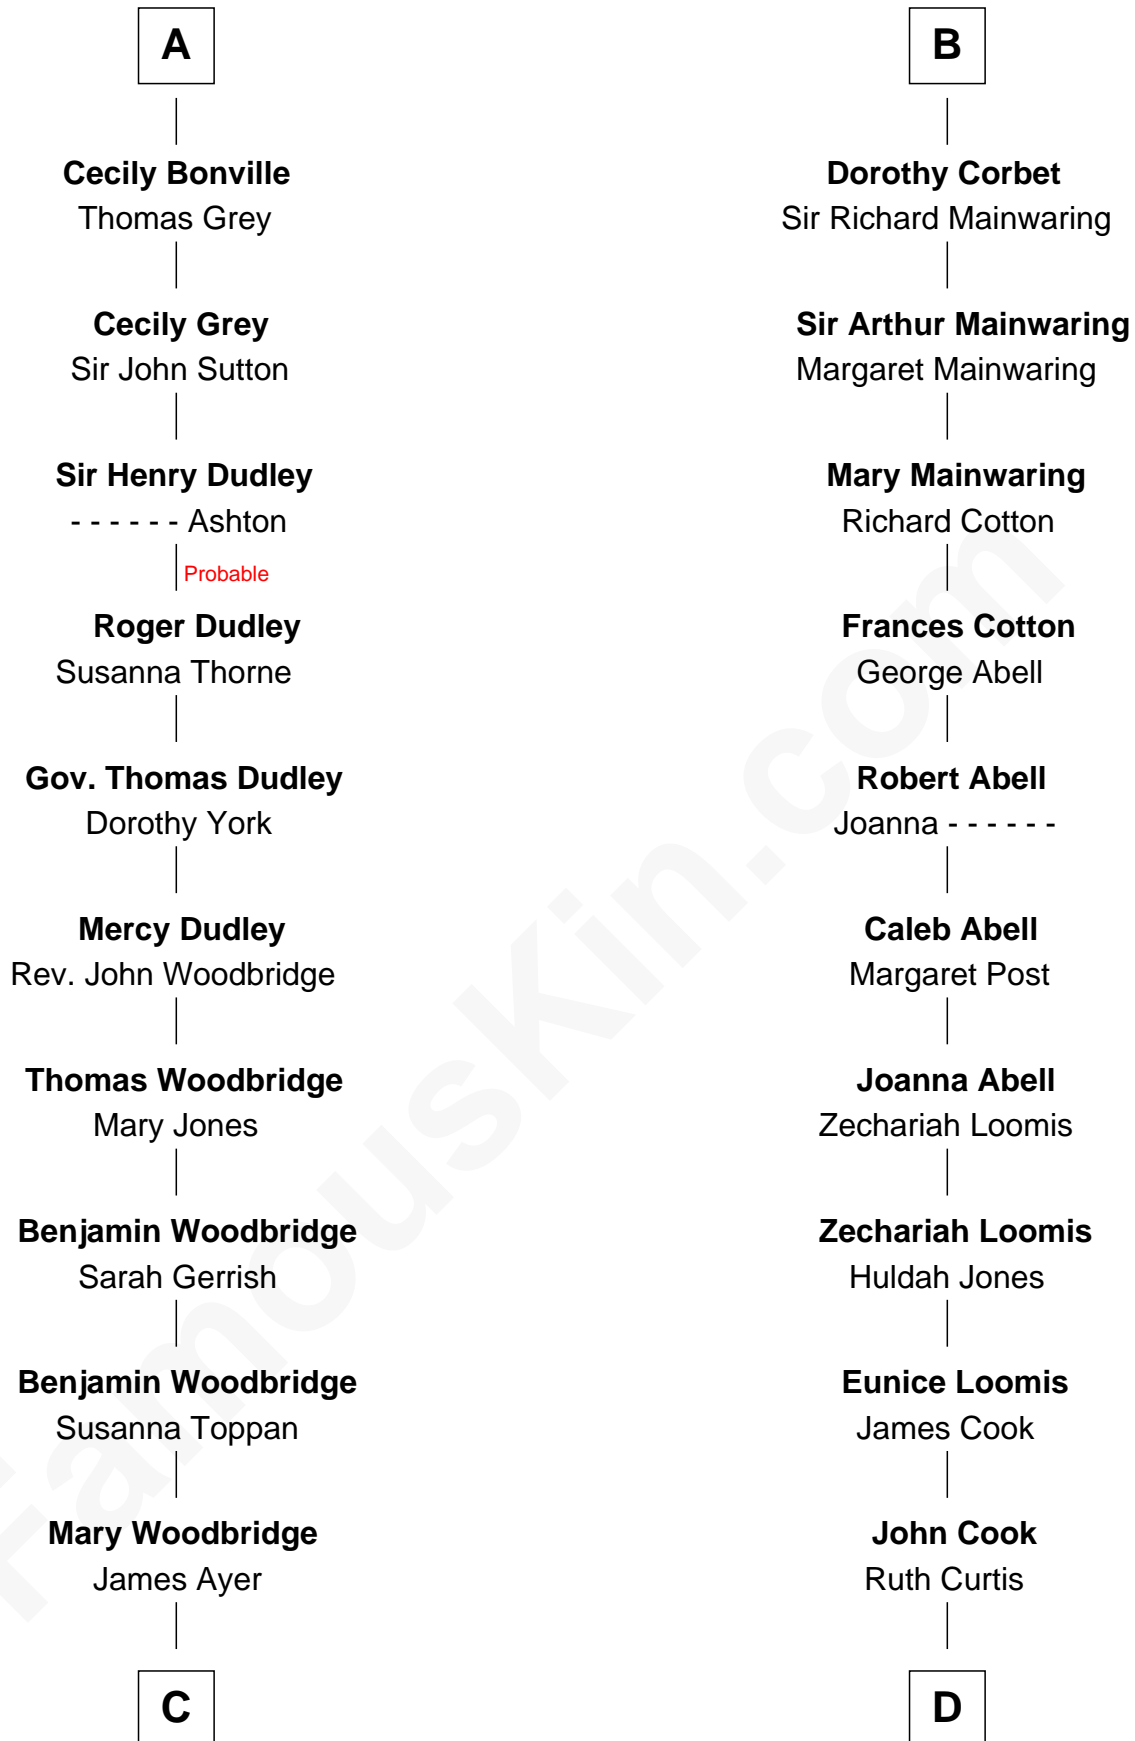 A
Cecily Bonville
Thomas Grey
Cecily Grey
Sir John Sutton
Sir Henry Dudley
- - - - - - Ashton
Probable
Roger Dudley
Susanna Thorne
Gov. Thomas Dudley
Dorothy York
Mercy Dudley
Rev. John Woodbridge
Thomas Woodbridge
Mary Jones
Benjamin Woodbridge
Sarah Gerrish
Benjamin Woodbridge
Susanna Toppan
Mary Woodbridge
James Ayer
C
B
Dorothy Corbet
Sir Richard Mainwaring
Sir Arthur Mainwaring
Margaret Mainwaring
Mary Mainwaring
Richard Cotton
Frances Cotton
George Abell
Robert Abell
Joanna - - - - - -
Caleb Abell
Margaret Post
Joanna Abell
Zechariah Loomis
Zechariah Loomis
Huldah Jones
Eunice Loomis
James Cook
John Cook
Ruth Curtis
D
FamousKin.com